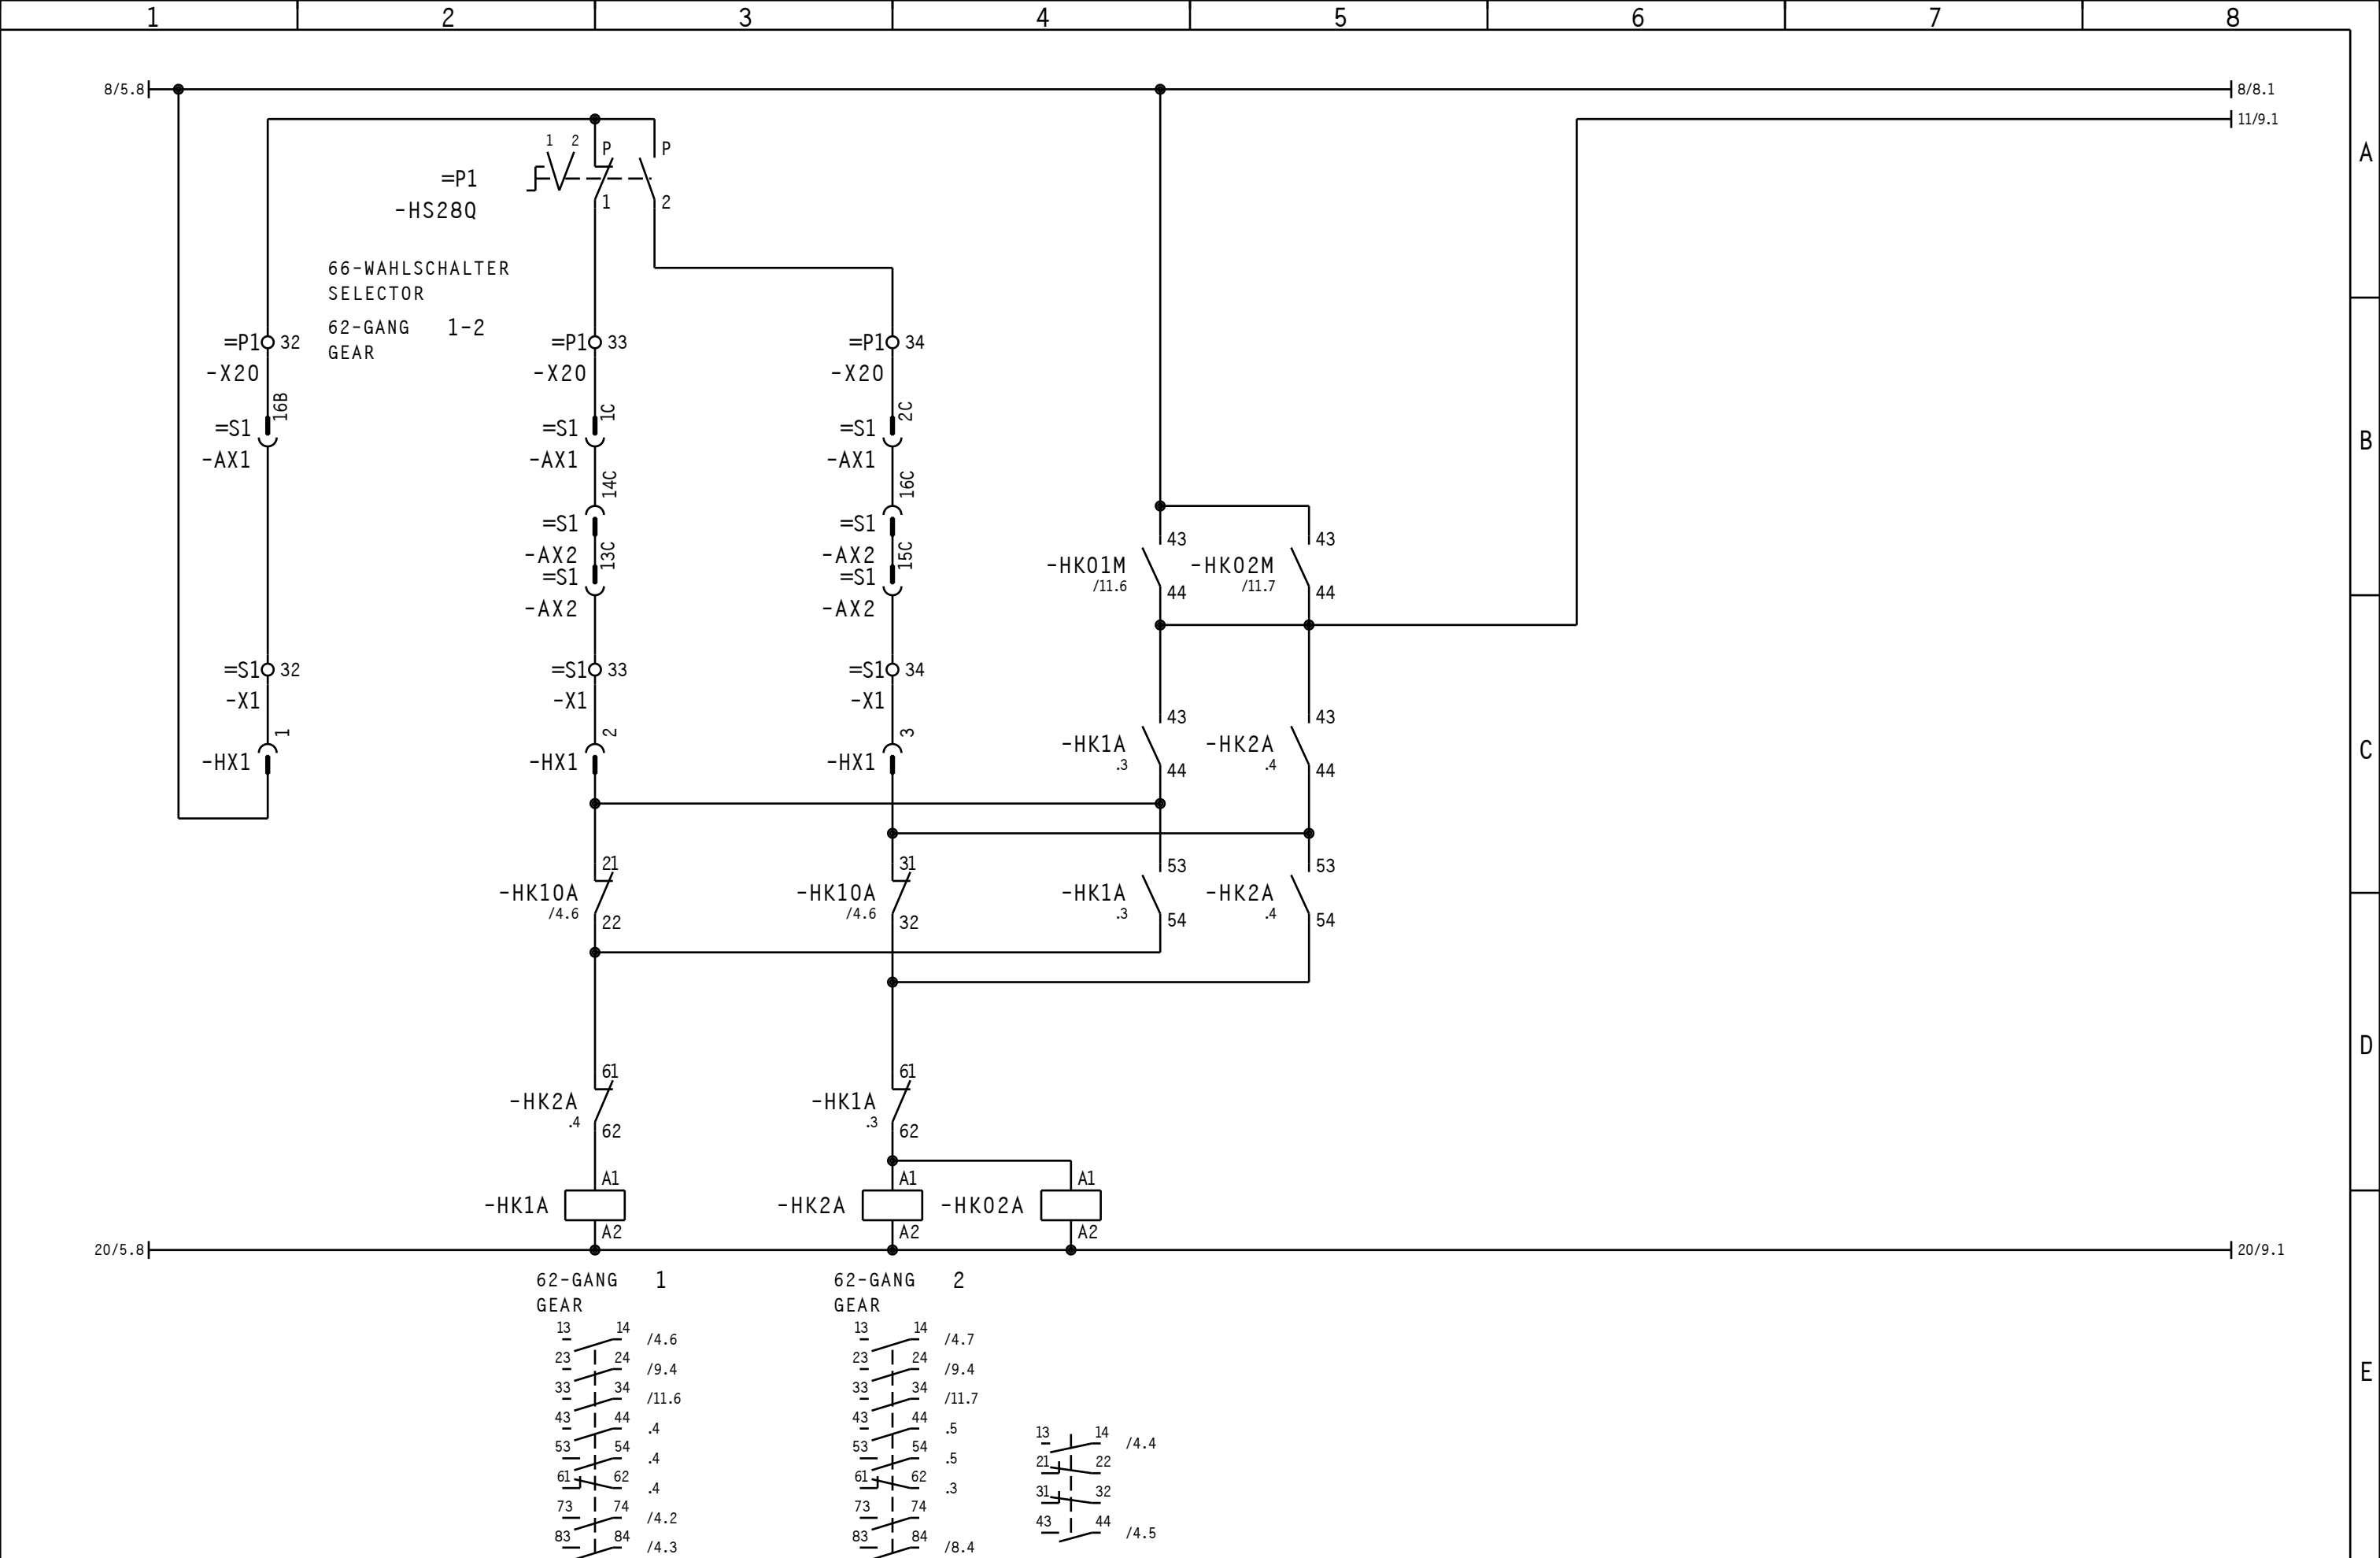 1 2 3 4 5 6 7 8
8/5.8 8/8.1
11/9.1
A
1 2 P P
=P1
-HS28Q
1 2
66-WAHLSCHALTER
SELECTOR
62-GANG 1-2
GEAR
=P1 32 =P1 33 =P1 34
-X20 -X20 -X20
16B 1C 2C
=S1 =S1 =S1
B
-AX1 -AX1 -AX1
14C 16C
=S1 =S1
43 43
-AX2 13C -AX2 15C
-HK01M -HK02M
/11.6 /11.7
=S1 =S1
44 44
-AX2 -AX2
=S1 32 =S1 33 =S1 34
-X1 -X1 -X1
43 43
1 2 3
-HK1A -HK2A
.3 .4
C
-HX1 -HX1 -HX1
44 44
21 31 53 53
-HK10A -HK10A -HK1A -HK2A
/4.6 /4.6 .3 .4
22 32 54 54
D
61 61
-HK2A -HK1A
.4 .3
62 62
A1 A1 A1
-HK1A -HK2A -HK02A
A2 A2 A2
20/5.8 20/9.1
62-GANG 1 62-GANG 2
GEAR GEAR
13 14 /4.6 13 14 /4.7
23 24 /9.4 23 24 /9.4
E
33 34 /11.6 33 34 /11.7
43 44 .4 43 44 .5
13 14 /4.4
53 54 .4 53 54 .5
21 22
61 62 .4 61 62 .3
31 32
73 74 /4.2 73 74
43 44 /4.5
83 84 /4.3 83 84 /8.4